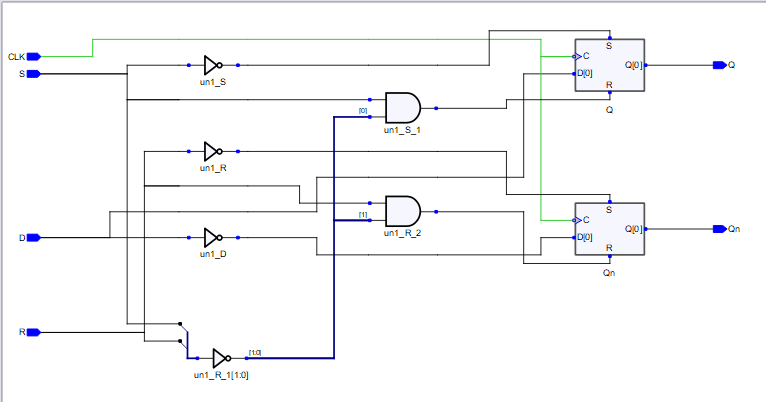 CLK
S
un1_S
S
C
D[0]
Q[0]
R
Q
Q
[0]
un1_S_1
un1_R
[1]
un1_R_2
S
C
D[0]
Q[0]
R
Qn
Qn
D
un1_D
R
[1:0]
un1_R_1[1:0]